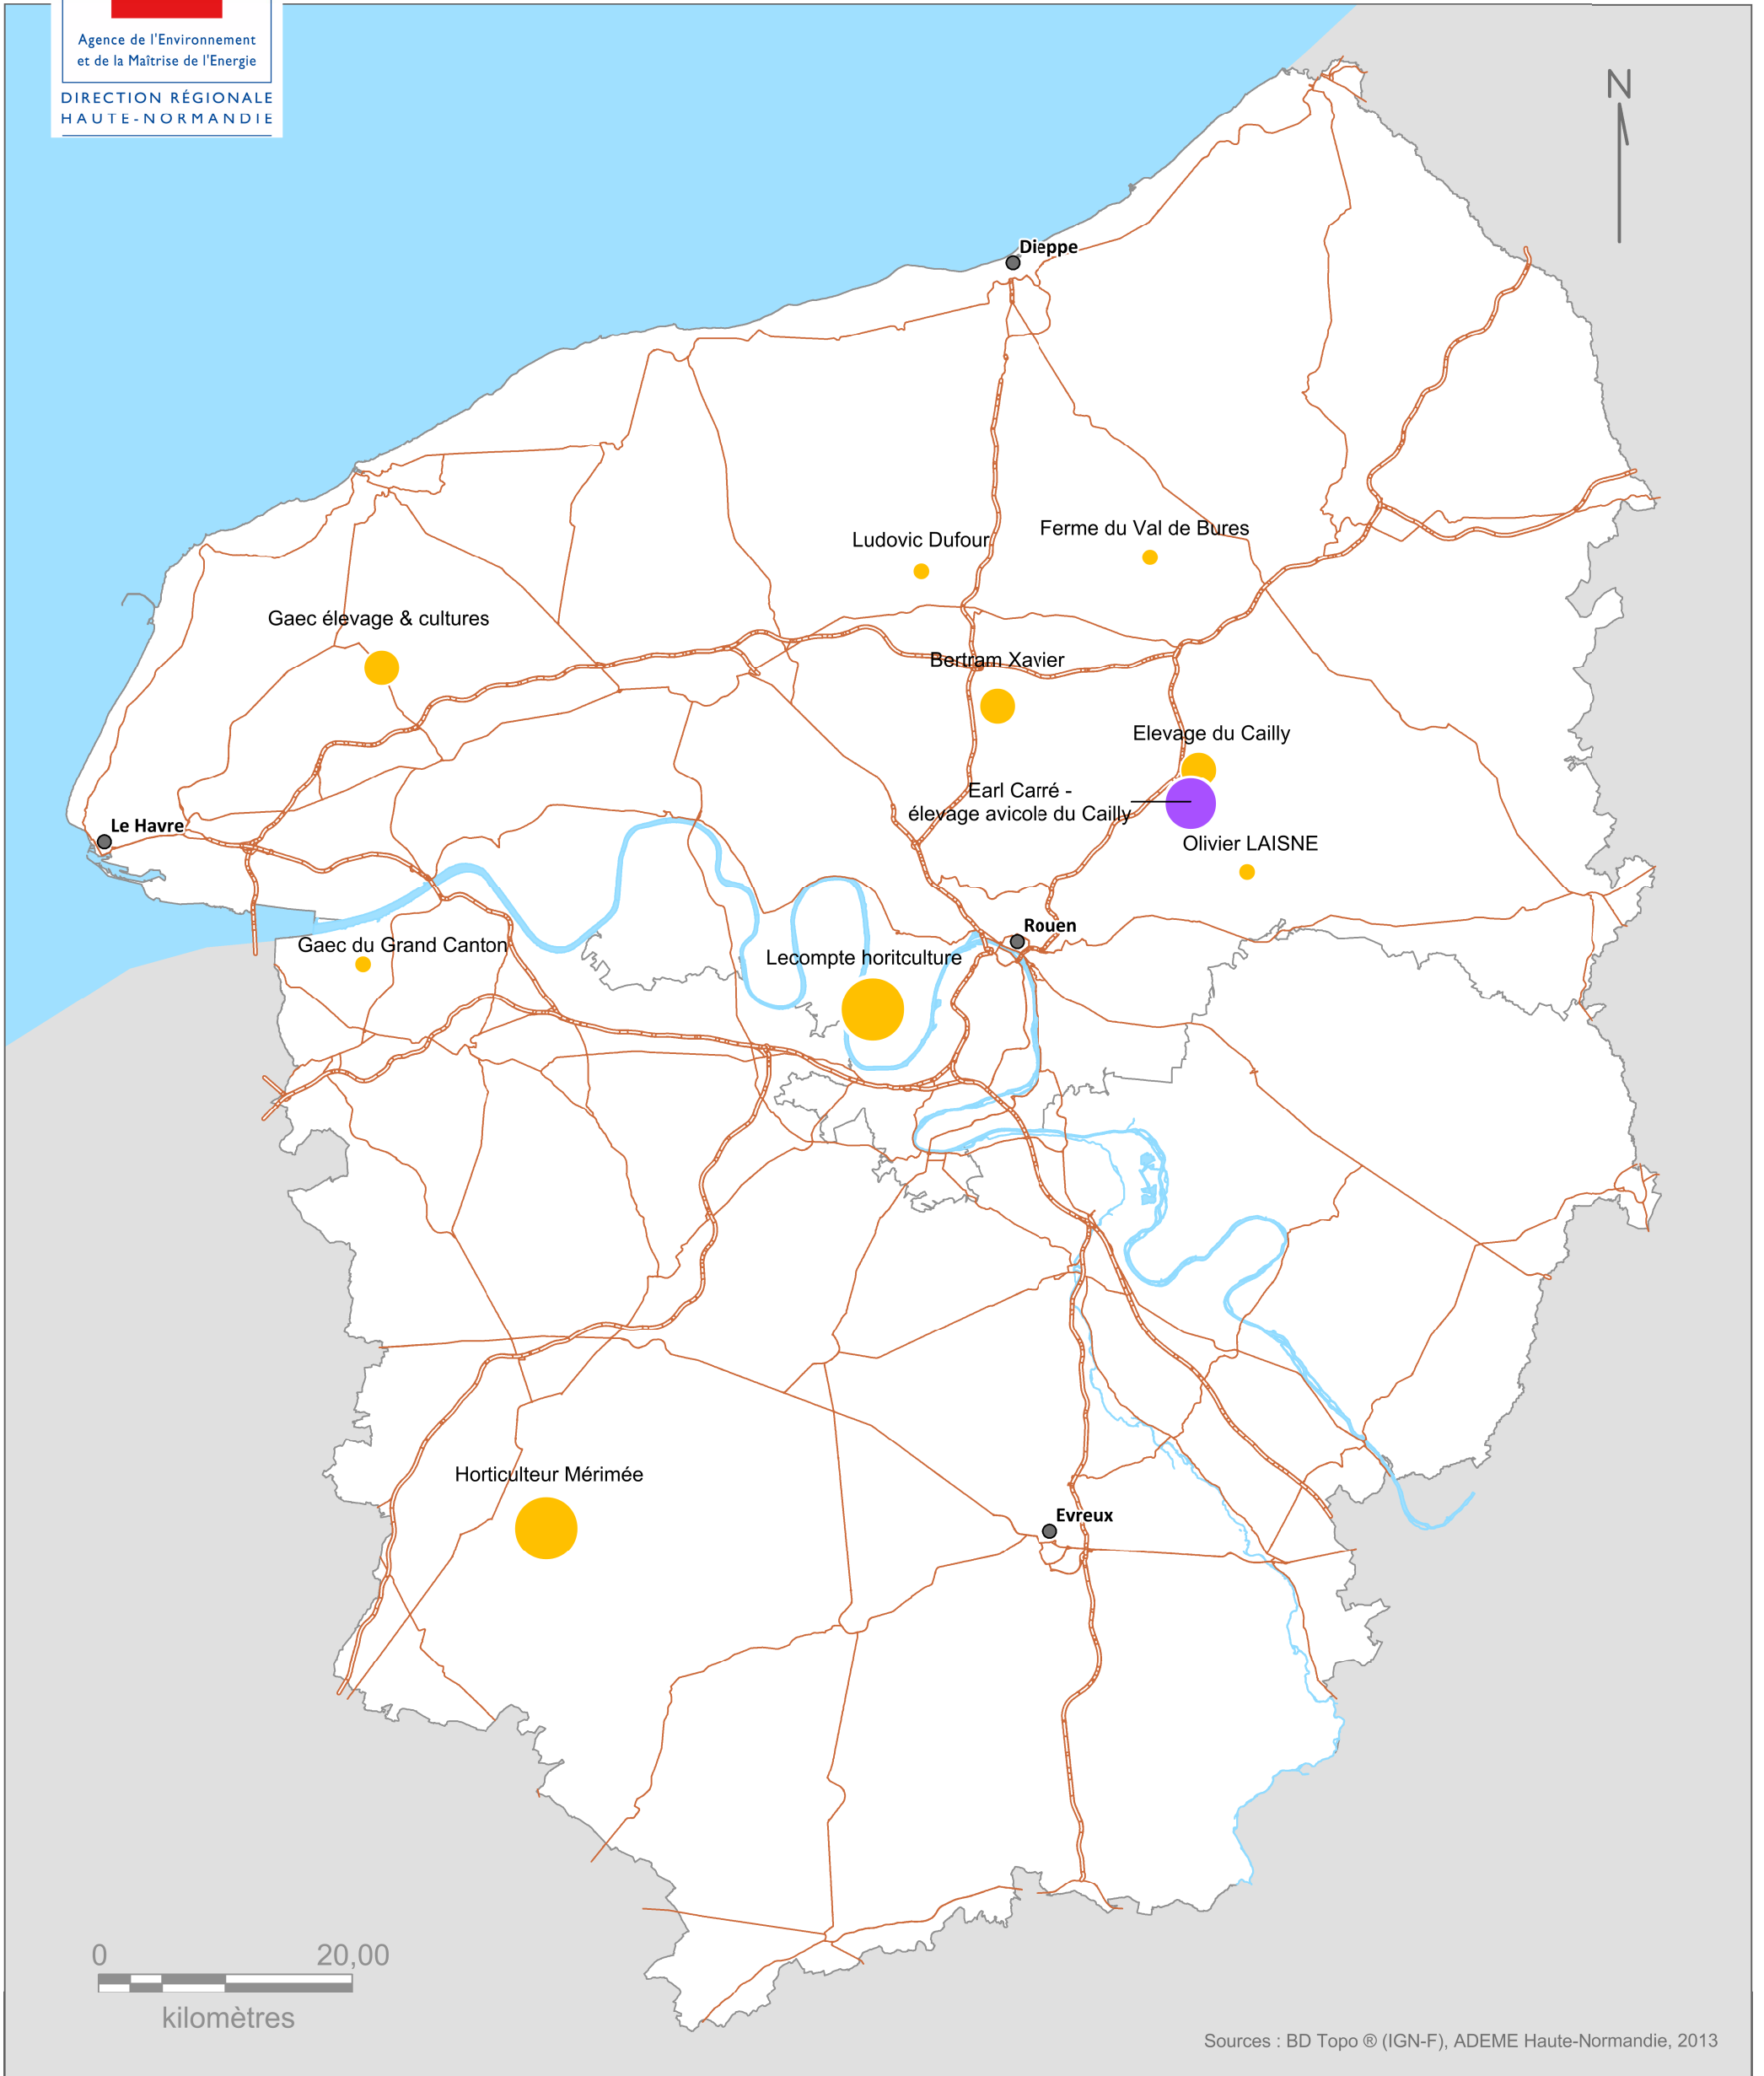 Agence de l'Environnement
et de la Maîtrise de l'Energie
DIRECTION RÉGIONALE
HAUTE-NORMANDIE
N
Dieppe
Ludovic Dufour
Ferme du Val de Bures
Gaec élevage & cultures
Bertram Xavier
Elevage du Cailly
Earl Carré -
élevage avicole du Cailly
Le Havre
Olivier LAISNE
Rouen
Gaec du Grand Canton
Lecompte horitculture
Horticulteur Mérimée
Evreux
0 20,00
kilomètres
Sources : BD Topo ® (IGN-F), ADEME Haute-Normandie, 2013